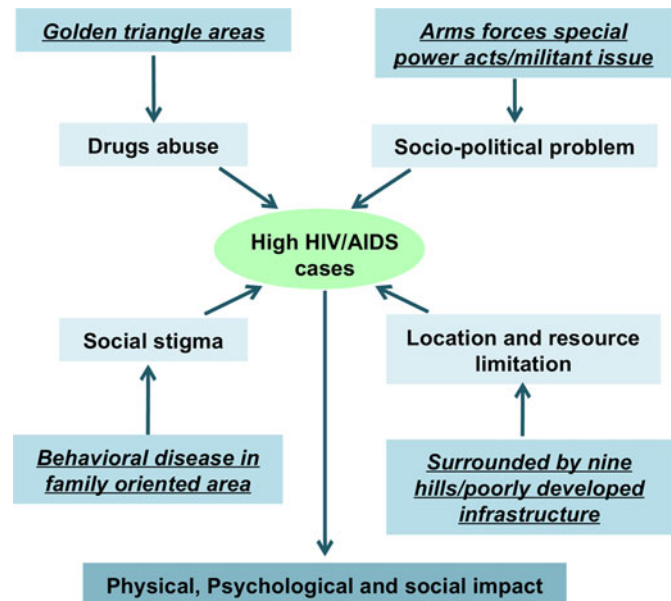 Golden triangle areas
Arms forces special
power acts/militant issue
Drugs abuse
Socio-political problem
High HIV/AIDS
cases
Social stigma
Location and resource
limitation
Behavioral disease in
family oriented area
Surrounded by nine
hills/poorly developed
infrastructure
Physical, Psychological and social impact